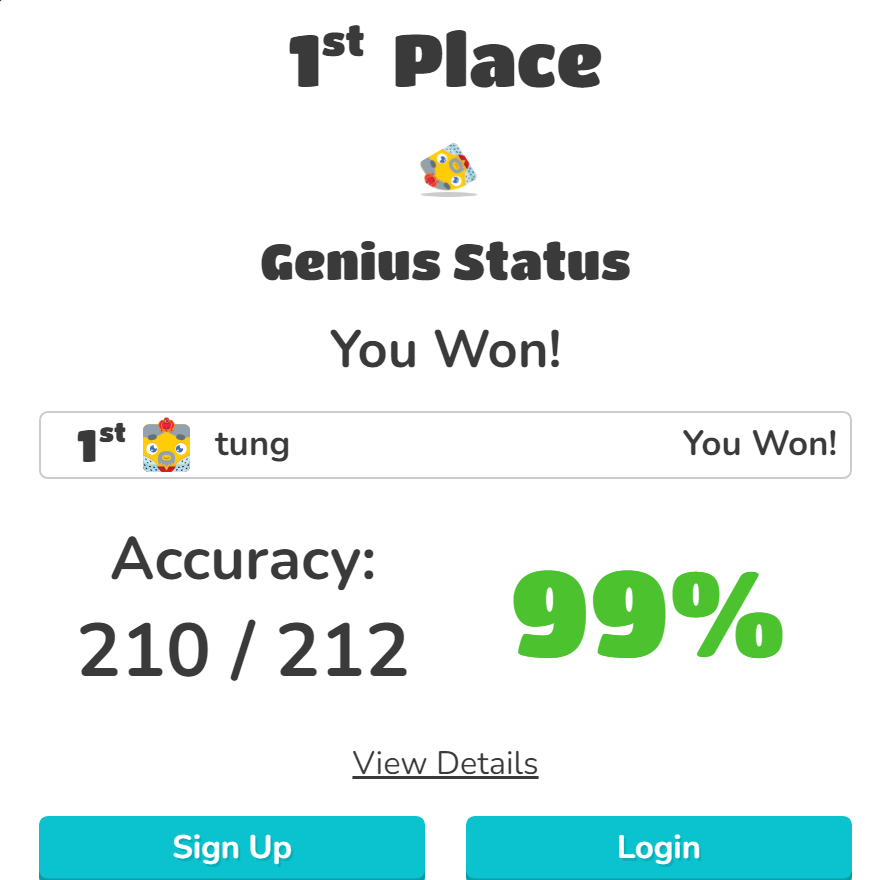 1st Place
Genius Status
You Won!
1st tung You Won!
Accuracy:
210 / 212
99%
View Details
Sign Up Login